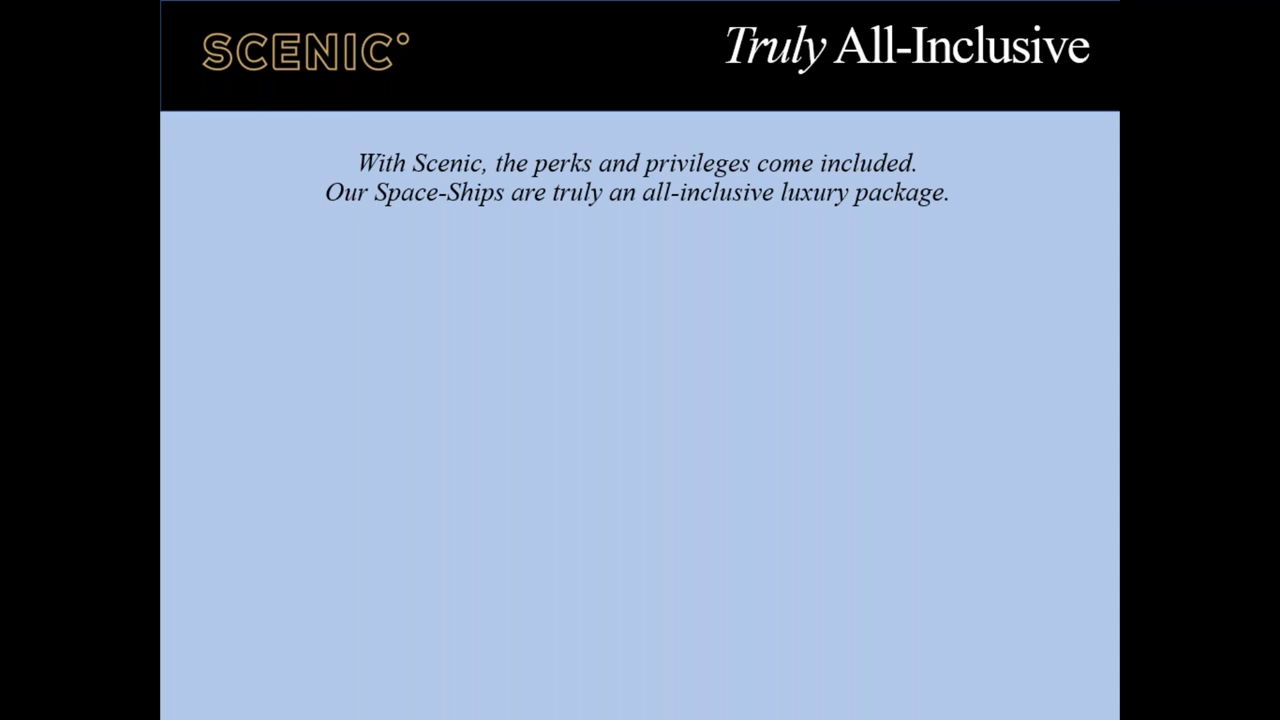 SCENIC°
Truly All-Inclusive
With Scenic, the perks and privileges come included.
Our Space-Ships are truly an all-inclusive luxury package.